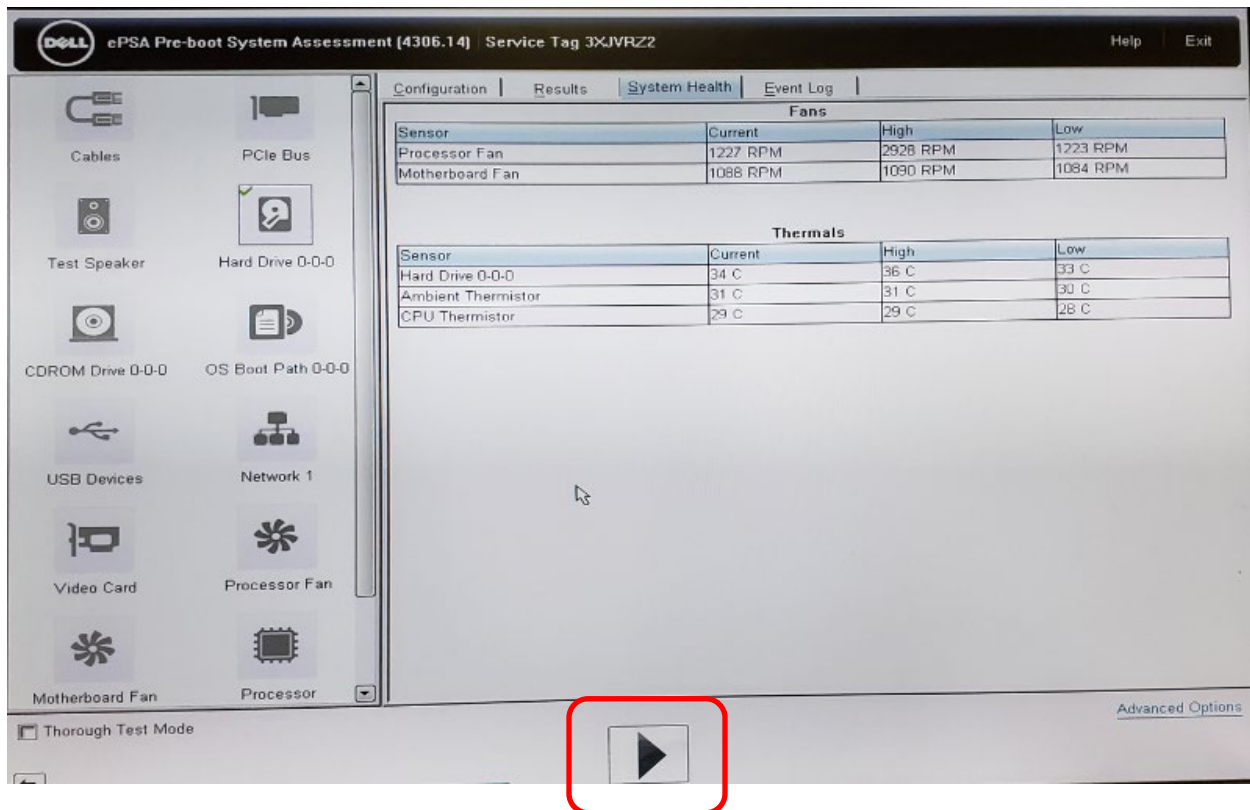 DELL ePSA Pre-boot System Assessment [4306.14] Service Tag 3XJVRZ2 Help Exit
Configuration Results System Health Event Log
Cables PCIe Bus
Test Speaker Hard Drive 0-0-0
CDROM Drive 0-0-0 OS Boot Path 0-0-0
USB Devices Network 1
Video Card Processor Fan
Motherboard Fan Processor
Fans
Sensor Current High Low
Processor Fan 1227 RPM 2928 RPM 1223 RPM
Motherboard Fan 1088 RPM 1090 RPM 1084 RPM
Thermals
Sensor Current High Low
Hard Drive 0-0-0 34 C 36 C 33 C
Ambient Thermistor 31 C 31 C 30 C
CPU Thermistor 29 C 29 C 28 C
Advanced Options
Thorough Test Mode